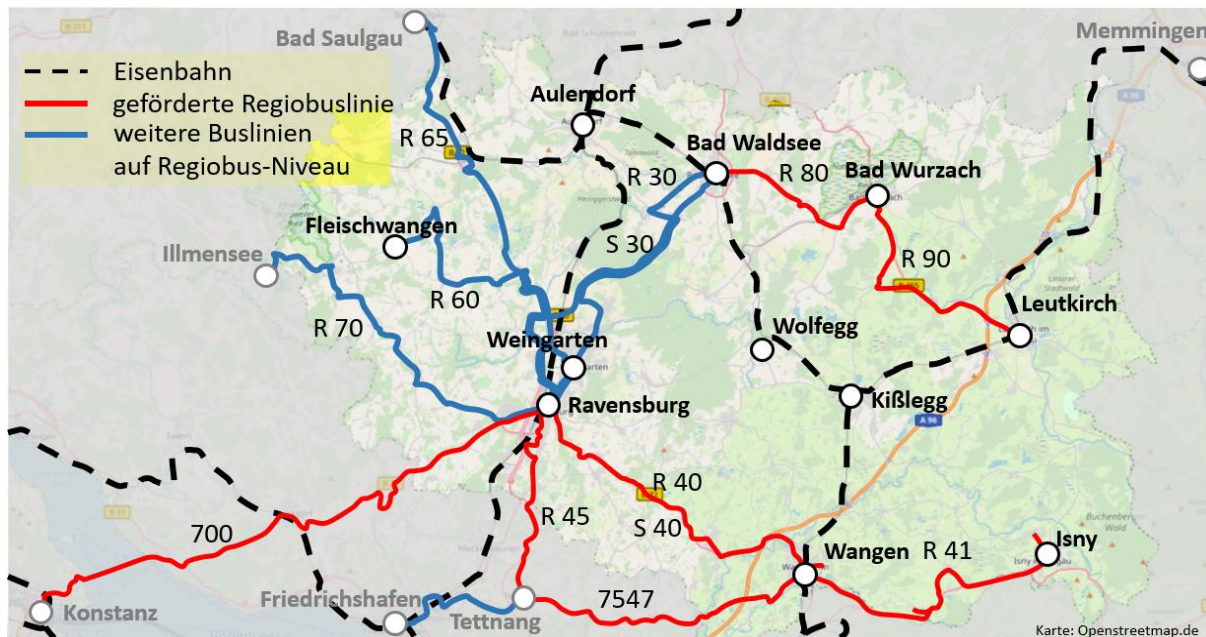 Bad Saulgau
Memmingen
Eisenbahn
geförderte Regiobuslinie
weitere Buslinien
auf Regiobus-Niveau
Aulendorf
R 65
Bad Waldsee
R 30
R 80
Bad Wurzach
Fleischwangen
S 30
Illmensee
R 90
R 60
Leutkirch
R 70
Wolfegg
Weingarten
Ravensburg
Kißlegg
A 96
R 40
R 45
S 40
700
Wangen
R 41
Isny
Friedrichshafen
7547
Konstanz
Tettnang
Karte: Openstreetmap.de